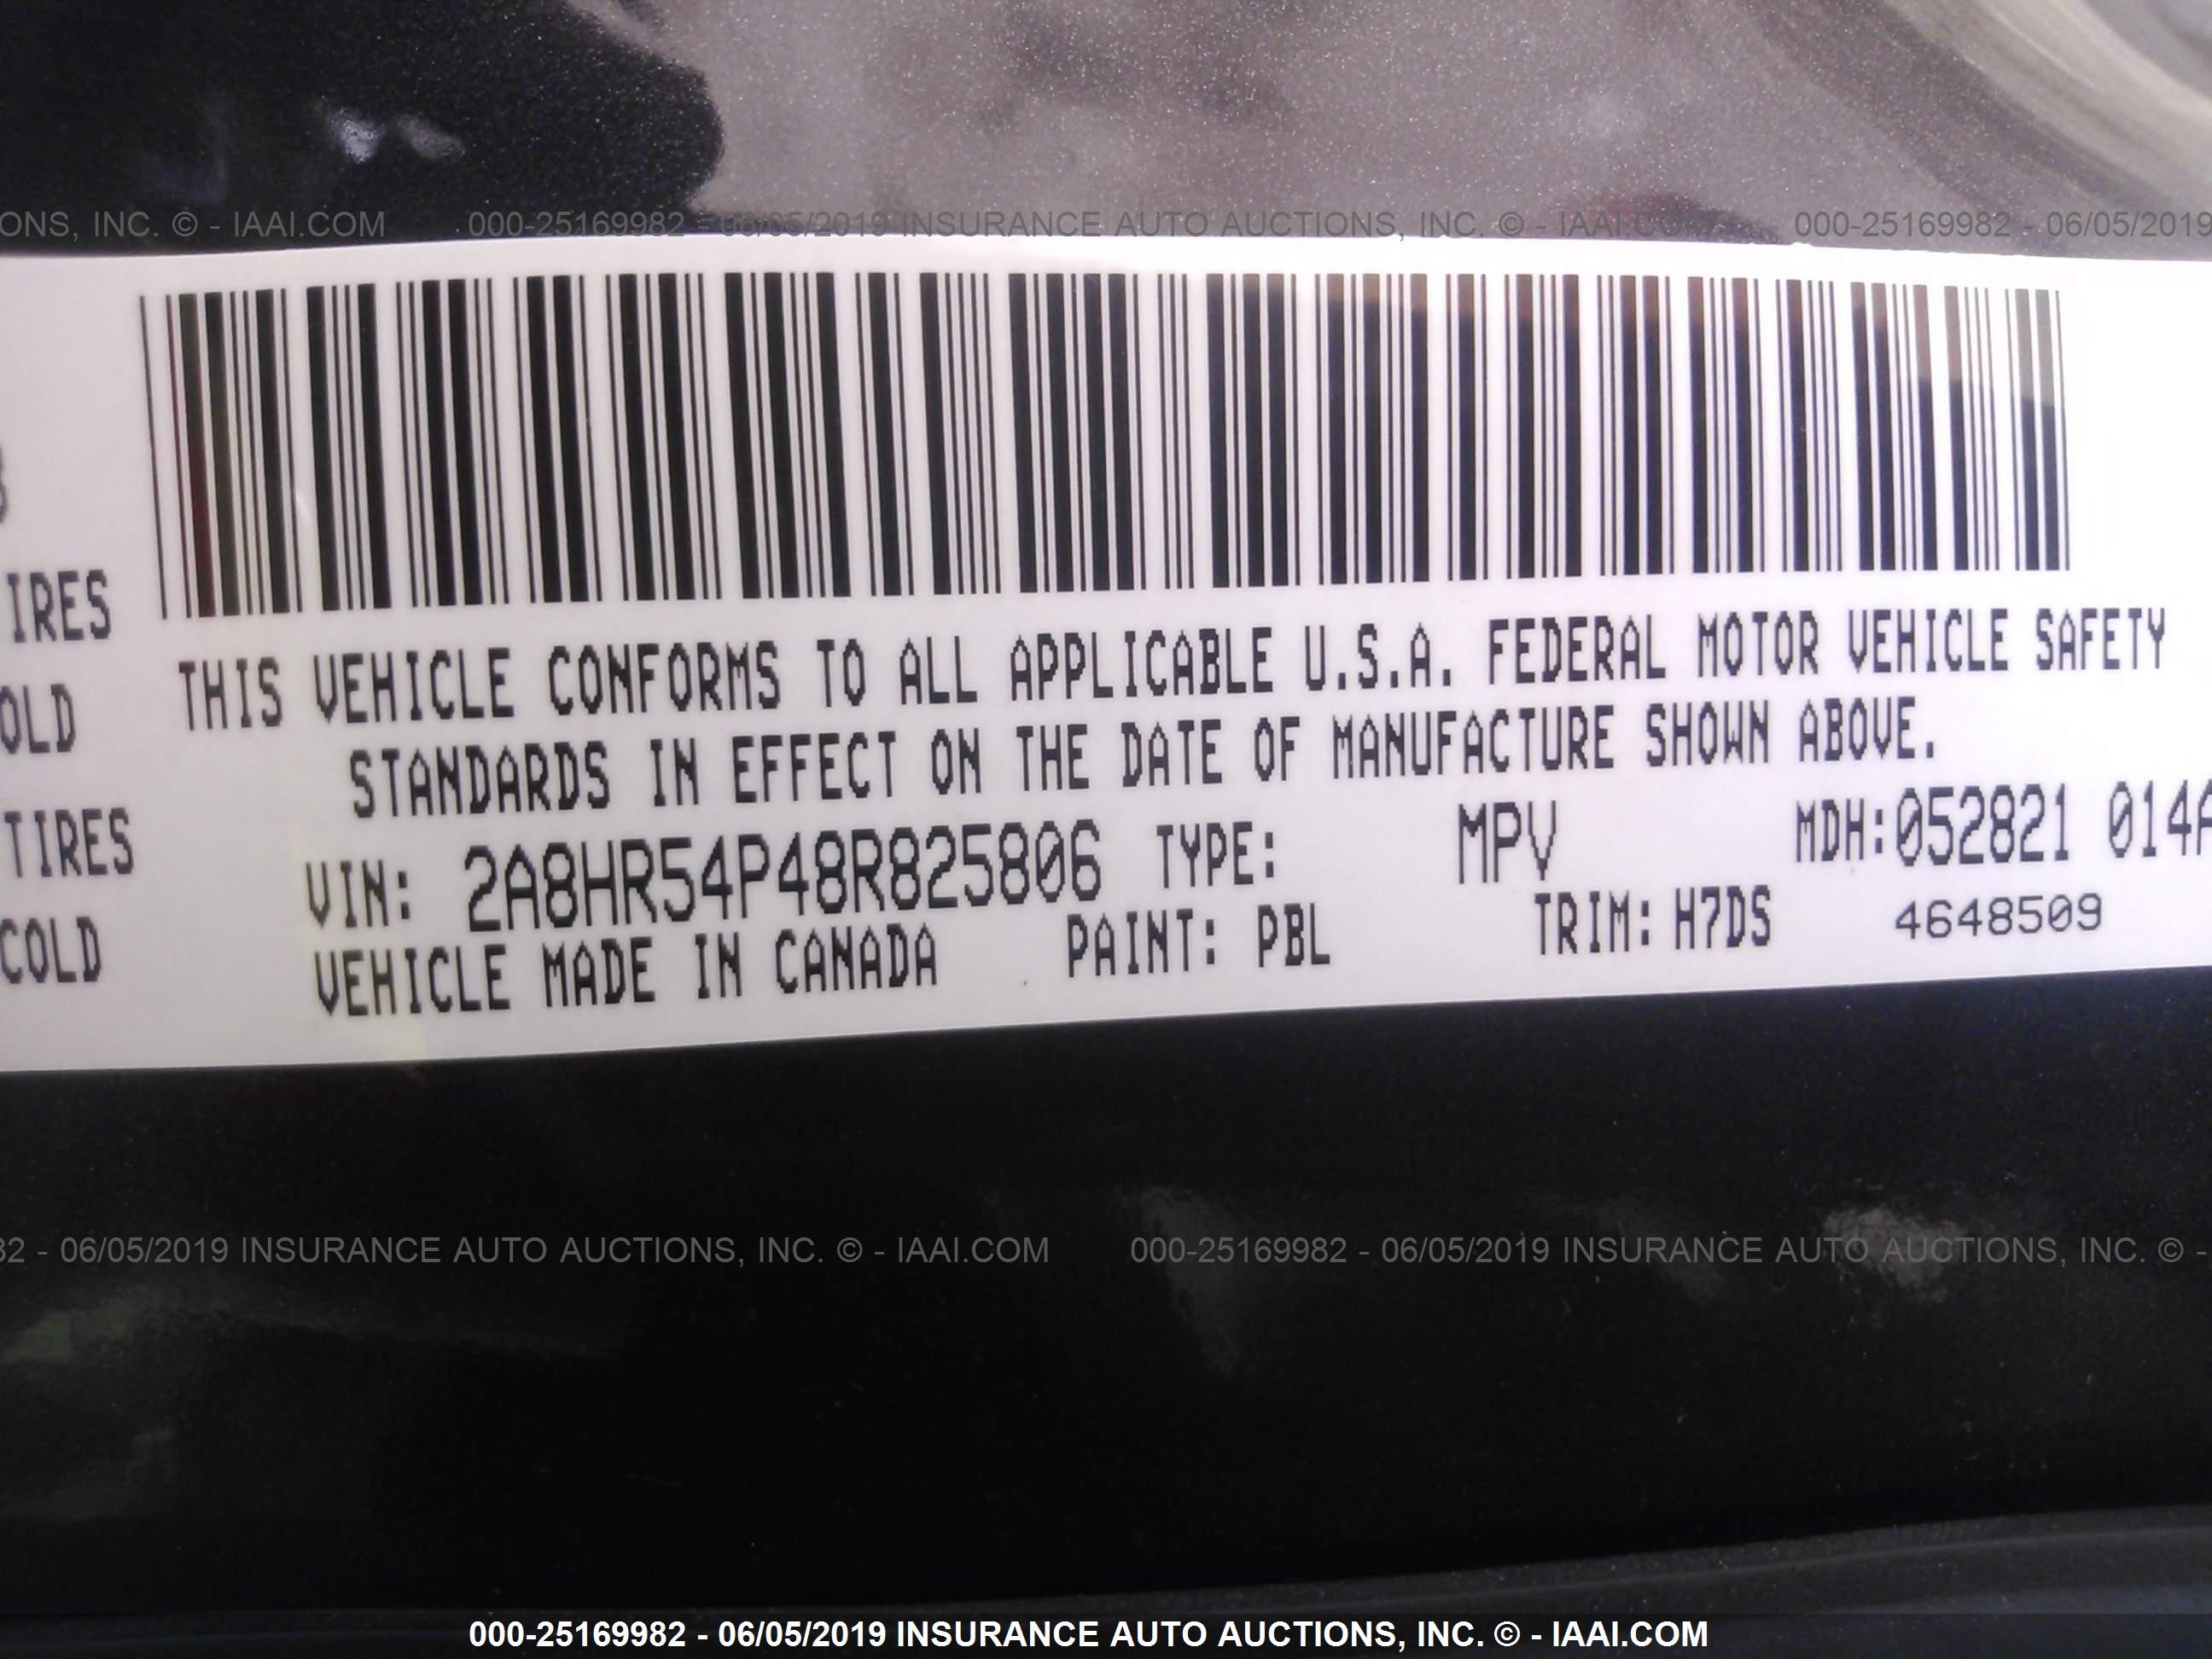 ONS, INC. © - IAAI.COM 000-25169982 - 06/05/2019 INSURANCE AUTO AUCTIONS, INC. © - IAAI.COM 000-25169982 - 06/05/2019
IRES
THIS VEHICLE CONFORMS TO ALL APPLICABLE U.S.A. FEDERAL MOTOR VEHICLE SAFETY
OLD
STANDARDS IN EFFECT ON THE DATE OF MANUFACTURE SHOWN ABOVE.
TIRES
VIN: 2A8HR54P48R825806 TYPE: MPV MDH:052821 014A
COLD
VEHICLE MADE IN CANADA PAINT: PBL TRIM: H7DS 4648509
82 - 06/05/2019 INSURANCE AUTO AUCTIONS, INC. © - IAAI.COM 000-25169982 - 06/05/2019 INSURANCE AUTO AUCTIONS, INC. © -
000-25169982 - 06/05/2019 INSURANCE AUTO AUCTIONS, INC. © - IAAI.COM